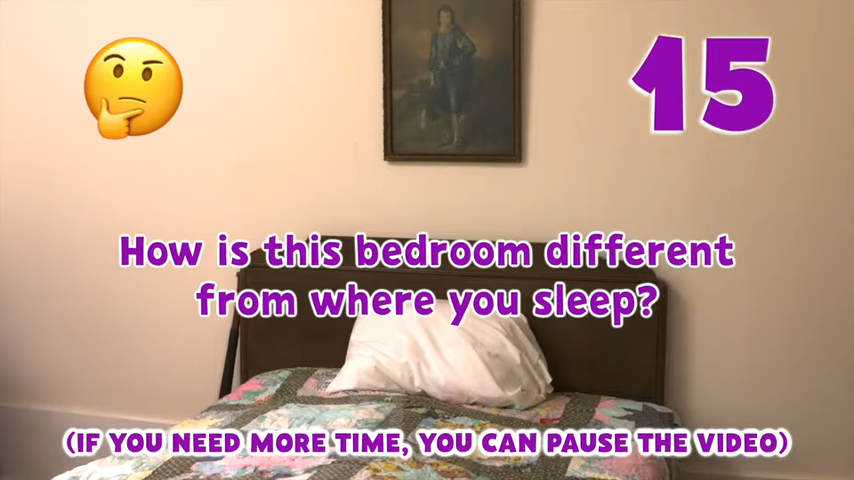 15
How is this bedroom different
from where you sleep?
(IF YOU NEED MORE TIME, YOU CAN PAUSE THE VIDEO)